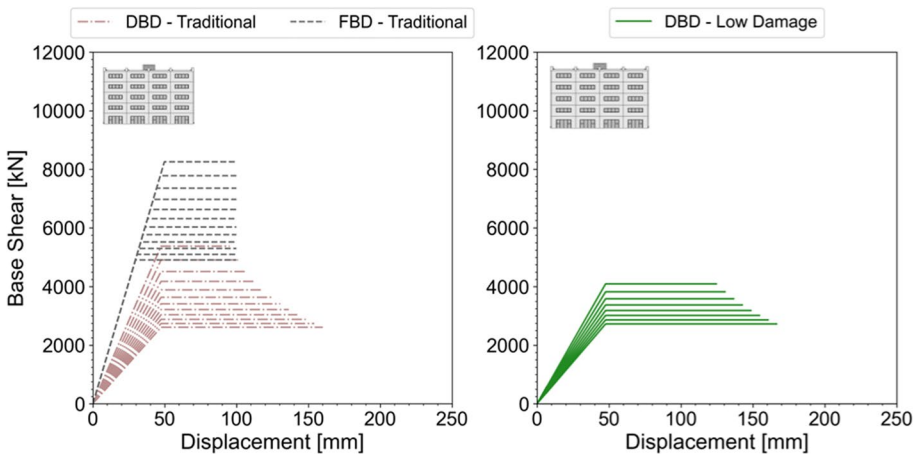 DBD - Traditional
FBD - Traditional
DBD - Low Damage
12000
10000
8000
6000
4000
2000
0
Base Shear [kN]
0 50 100 150 200 250
Displacement [mm]
12000
10000
8000
6000
4000
2000
0
0 50 100 150 200 250
Displacement [mm]